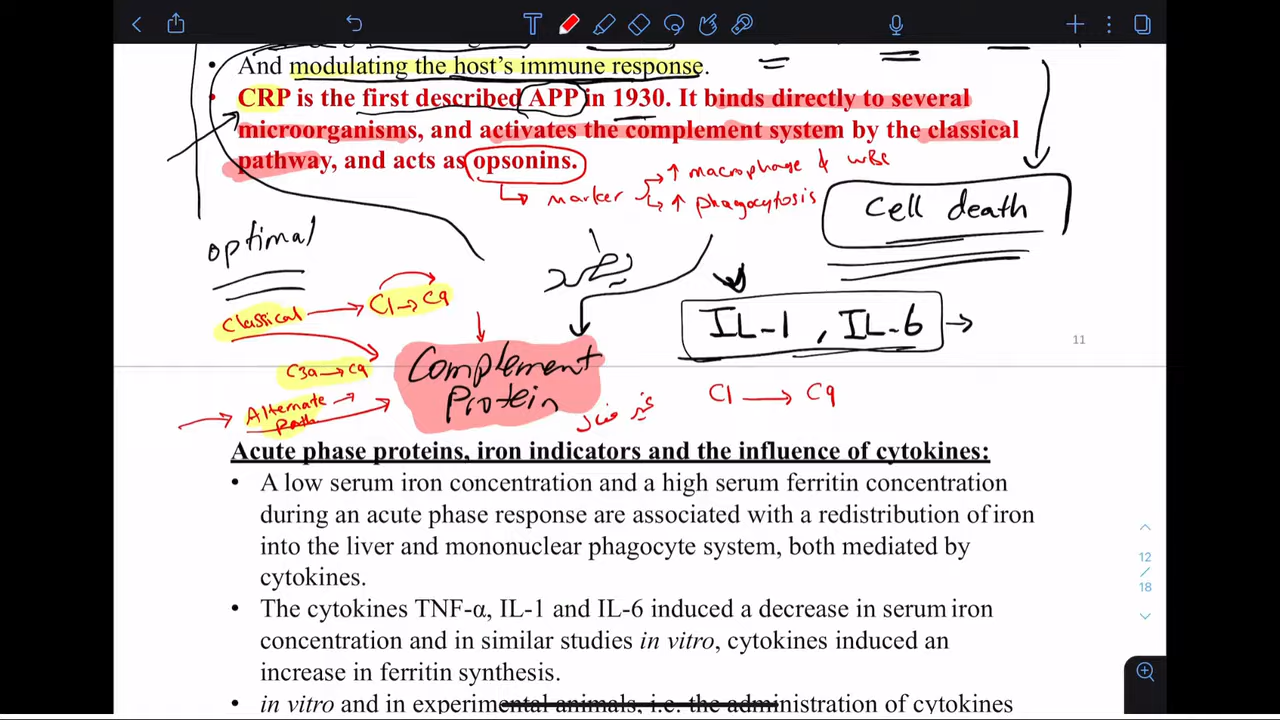 • And modulating the host's immune response.
• CRP is the first described APP in 1930. It binds directly to several
microorganisms, and activates the complement system by the classical
pathway, and acts as opsonins.
↑ macrophage & WBC
marker
↑ phagocytosis
Cell death
optimal
Classical → C1 → C9
IL-1 , IL-6 →
11
C3a → C9
Complement
Protein
Alternate
path
C1 → C9
غير
Acute phase proteins, iron indicators and the influence of cytokines:
• A low serum iron concentration and a high serum ferritin concentration
during an acute phase response are associated with a redistribution of iron
into the liver and mononuclear phagocyte system, both mediated by
cytokines.
12
/
18
• The cytokines TNF-α, IL-1 and IL-6 induced a decrease in serum iron
concentration and in similar studies in vitro, cytokines induced an
increase in ferritin synthesis.
• in vitro and in experimental animals, i.e. the administration of cytokines